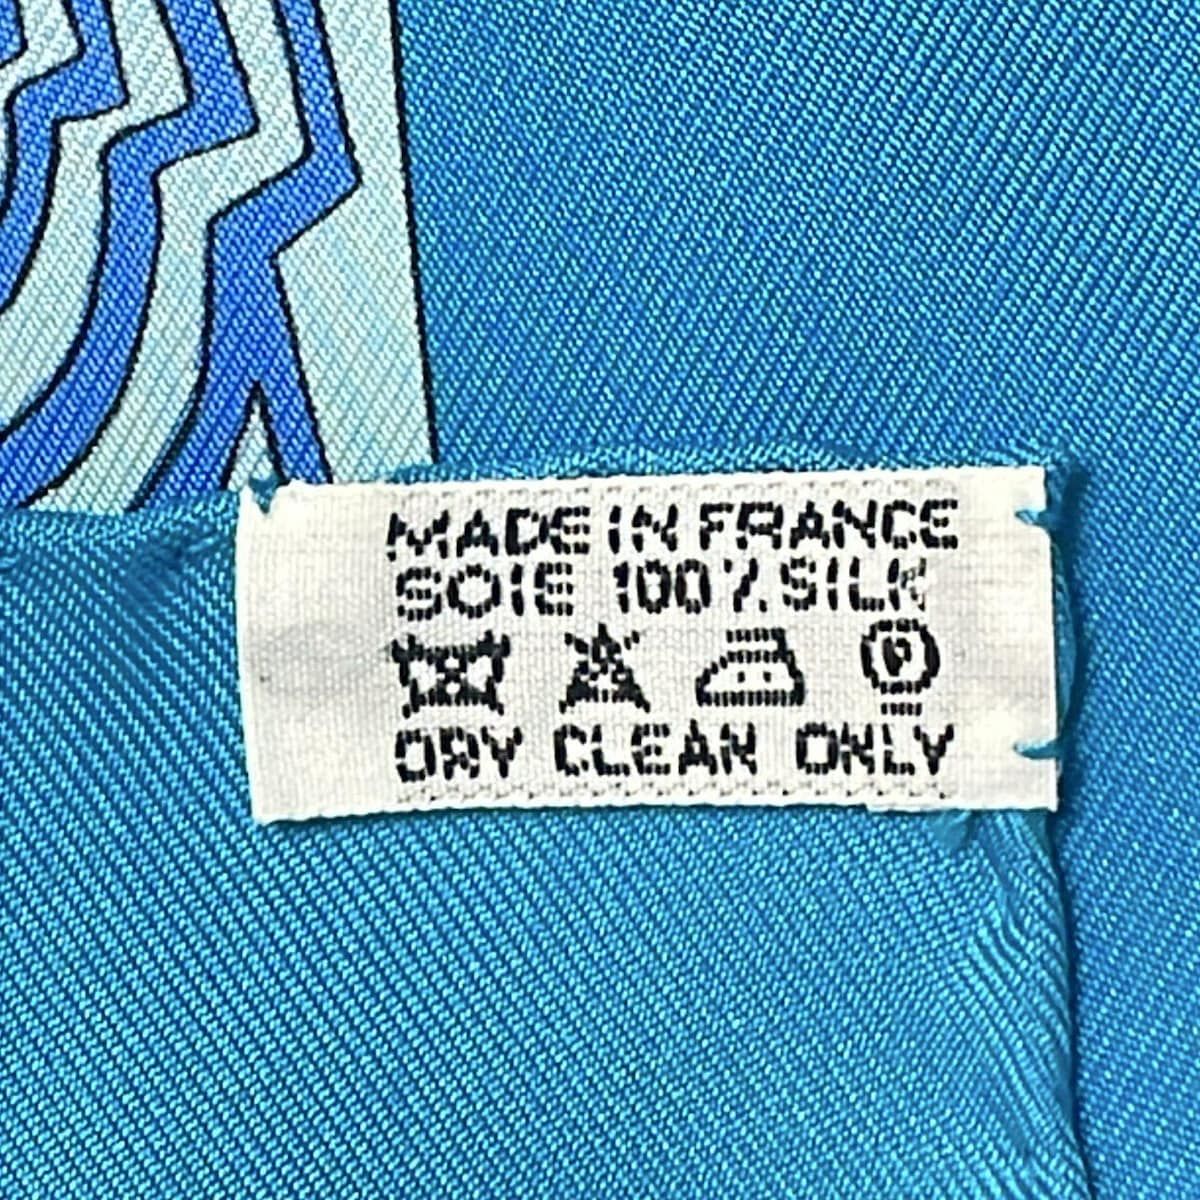 MADE IN FRANCE
SOIE 100% SILK
P
DRY CLEAN ONLY